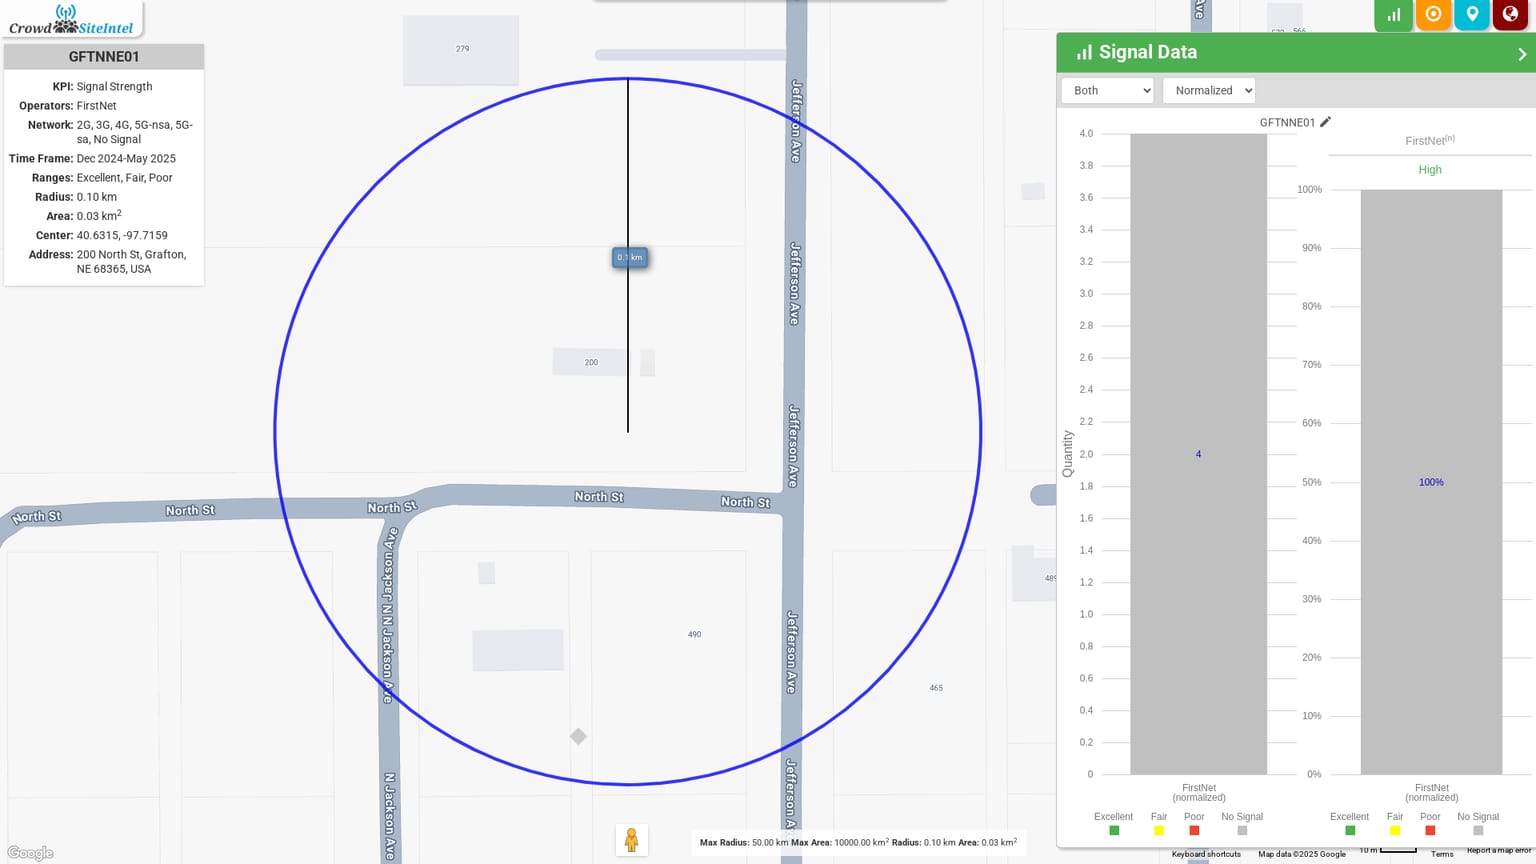 Crowd SiteIntel
GFTNNE01
KPI: Signal Strength
Operators: FirstNet
Network: 2G, 3G, 4G, 5G-nsa, 5G-
sa, No Signal
Time Frame: Dec 2024-May 2025
Ranges: Excellent, Fair, Poor
Radius: 0.10 km
Area: 0.03 km2
Center: 40.6315, -97.7159
Address: 200 North St, Grafton,
NE 68365, USA
279
Jefferson Ave
Jefferson Ave
Jefferson Ave
Jefferson Ave
Jefferson Ave
0.1 km
200
North St
North St
North St
North St
North St
N Jackson Ave
N Jackson Ave
N Jackson Ave
490
465
489
Ave
566
Google
Max Radius: 50.00 km Max Area: 10000.00 km2 Radius: 0.10 km Area: 0.03 km2
Signal Data
Both
Normalized
GFTNNE01
Quantity
4.0
3.8
3.6
3.4
3.2
3.0
2.8
2.6
2.4
2.2
2.0
1.8
1.6
1.4
1.2
1.0
0.8
0.6
0.4
0.2
0
4
FirstNet
(normalized)
Excellent Fair Poor No Signal
FirstNet(n)
High
100%
90%
80%
70%
60%
50%
40%
30%
20%
10%
0%
100%
FirstNet
(normalized)
Excellent Fair Poor No Signal
Keyboard shortcuts Map data ©2025 Google 10 m Terms Report a map error